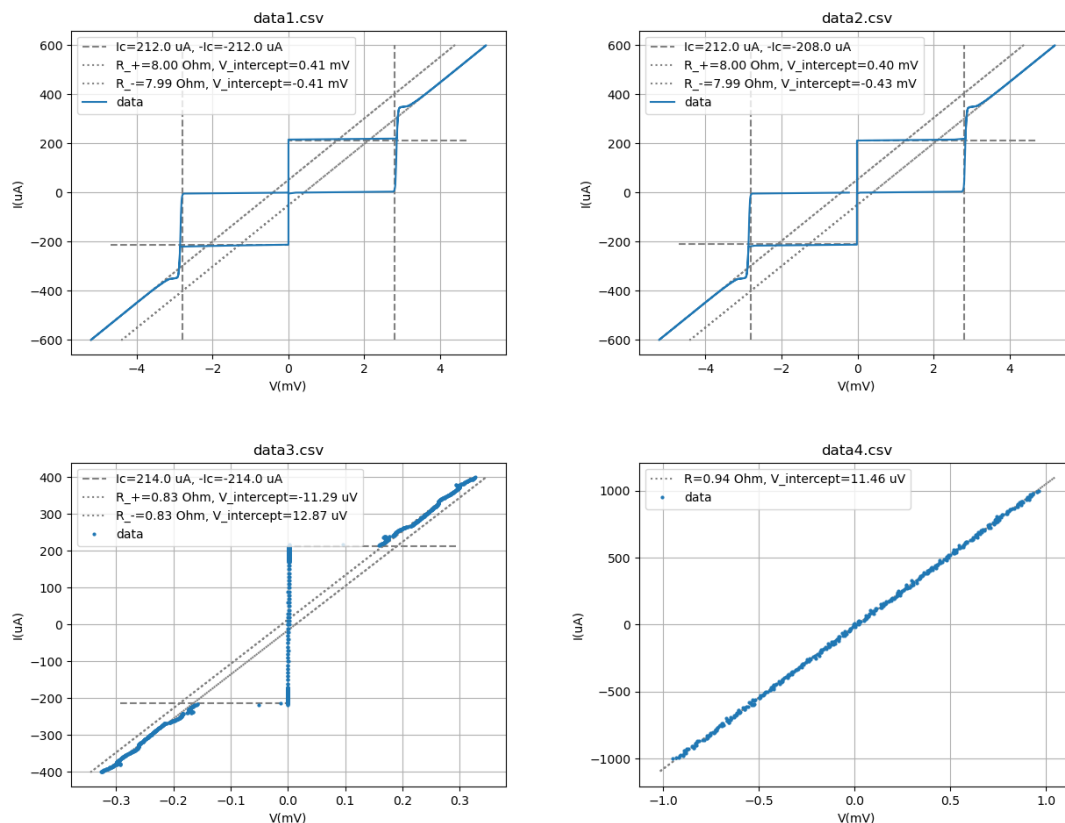 data1.csv
Ic=212.0 uA, -Ic=-212.0 uA
R_+=8.00 Ohm, V_intercept=0.41 mV
R_-=7.99 Ohm, V_intercept=-0.41 mV
data
I(uA)
600
400
200
0
−200
−400
−600
−4 −2 0 2 4
V(mV)
data2.csv
Ic=212.0 uA, -Ic=-208.0 uA
R_+=8.00 Ohm, V_intercept=0.40 mV
R_-=7.99 Ohm, V_intercept=-0.43 mV
data
I(uA)
600
400
200
0
−200
−400
−600
−4 −2 0 2 4
V(mV)
data3.csv
Ic=214.0 uA, -Ic=-214.0 uA
R_+=0.83 Ohm, V_intercept=-11.29 uV
R_-=0.83 Ohm, V_intercept=12.87 uV
data
I(uA)
400
300
200
100
0
−100
−200
−300
−400
−0.3 −0.2 −0.1 0.0 0.1 0.2 0.3
V(mV)
data4.csv
R=0.94 Ohm, V_intercept=11.46 uV
data
I(uA)
1000
500
0
−500
−1000
−1.0 −0.5 0.0 0.5 1.0
V(mV)